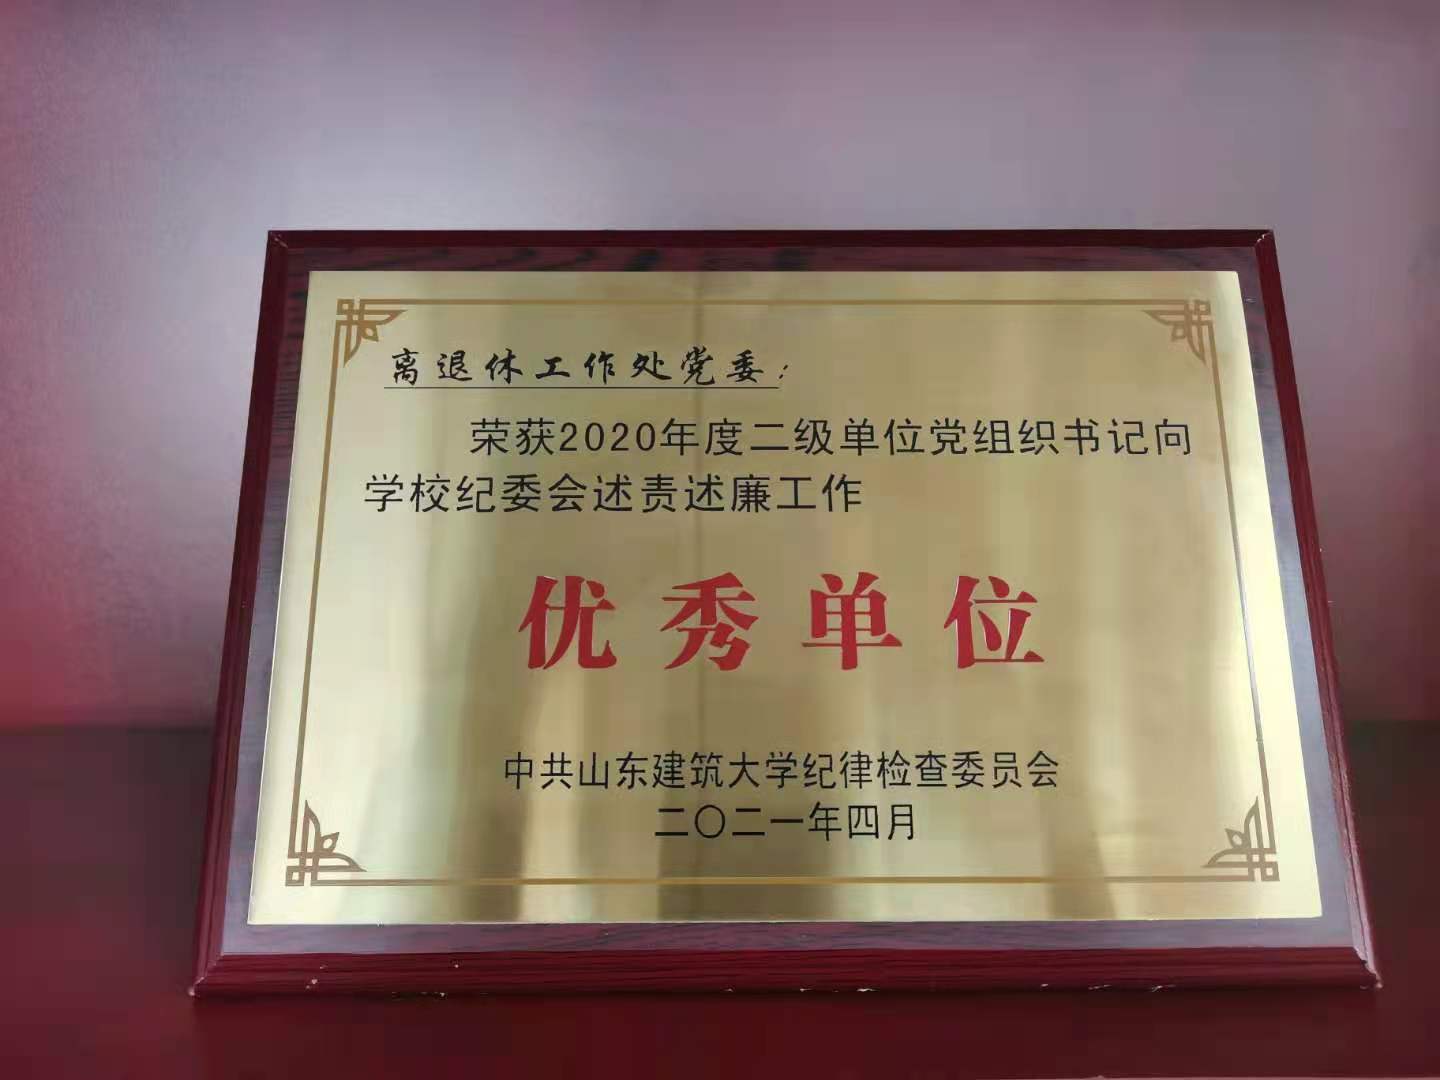 离退休工作处党委：
荣获2020年度二级单位党组织书记向
学校纪委会述责述廉工作
优秀单位
中共山东建筑大学纪律检查委员会
二〇二一年四月